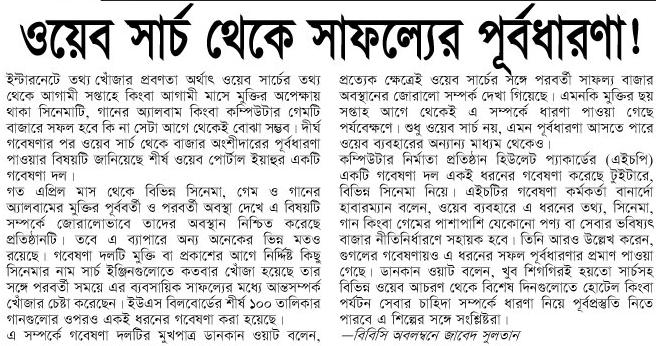 ওয়েব সার্চ থেকে সাফল্যের পূর্বধারণা!
ইন্টারনেটে তথ্য খোঁজার প্রবণতা অর্থাৎ ওয়েব সার্চের তথ্য
থেকে আগামী সপ্তাহে কিংবা আগামী মাসে মুক্তির অপেক্ষায়
থাকা সিনেমাটি, গানের অ্যালবাম কিংবা কম্পিউটার গেমটি
বাজারে সফল হবে কি না সেটা আগে থেকেই বোঝা সম্ভব। দীর্ঘ
গবেষণার পর ওয়েব সার্চ থেকে বাজার অংশীদারের পূর্বধারণা
পাওয়ার বিষয়টি জানিয়েছে শীর্ষ ওয়েব পোর্টাল ইয়াহুর একটি
গবেষণা দল।
গত এপ্রিল মাস থেকে বিভিন্ন সিনেমা, গেম ও গানের
অ্যালবামের মুক্তির পূর্ববর্তী ও পরবর্তী অবস্থা দেখে এ বিষয়টি
সম্পর্কে জোরালোভাবে তাদের অবস্থান নিশ্চিত করেছে
প্রতিষ্ঠানটি। তবে এ ব্যাপারে অন্য অনেকের ভিন্ন মতও
রয়েছে। গবেষণা দলটি মুক্তি বা প্রকাশের আগে নির্দিষ্ট কিছু
সিনেমার নাম সার্চ ইঞ্জিনগুলোতে কতবার খোঁজা হয়েছে তার
সঙ্গে পরবর্তী সময়ে এর ব্যবসায়িক সাফল্যের মধ্যে আন্তসম্পর্ক
খোঁজার চেষ্টা করেছেন। ইউএস বিলবোর্ডের শীর্ষ ১০০ তালিকার
গানগুলোর ওপরও একই ধরনের গবেষণা করা হয়েছে।
এ সম্পর্কে গবেষণা দলটির মুখপাত্র ডানকান ওয়াট বলেন,
প্রত্যেক ক্ষেত্রেই ওয়েব সার্চের সঙ্গে পরবর্তী সাফল্য বাজার
অবস্থানের জোরালো সম্পর্ক দেখা গিয়েছে। এমনকি মুক্তির ছয়
সপ্তাহ আগে থেকেই এ সম্পর্কে ধারণা পাওয়া গেছে
পর্যবেক্ষণে। শুধু ওয়েব সার্চ নয়, এমন পূর্বধারণা আসতে পারে
ওয়েব ব্যবহারের অন্যান্য মাধ্যম থেকেও।
কম্পিউটার নির্মাতা প্রতিষ্ঠান হিউলেট প্যাকার্ডের (এইচপি)
একটি গবেষণা দল একই ধরনের গবেষণা করেছে টুইটারে,
বিভিন্ন সিনেমা নিয়ে। এইচটির গবেষণা কর্মকর্তা বানার্দো
হাবারম্যান বলেন, ওয়েব ব্যবহারে এ ধরনের তথ্য, সিনেমা,
গান কিংবা গেমের পাশাপাশি যেকোনো পণ্য বা সেবার ভবিষ্যৎ
বাজার নীতিনির্ধারণে সহায়ক হবে। তিনি আরও উল্লেখ করেন,
গুগলের গবেষণায়ও এ ধরনের সফল পূর্বধারণার প্রমাণ পাওয়া
গেছে। ডানকান ওয়াট বলেন, খুব শিগগিরই হয়তো সার্চসহ
বিভিন্ন ওয়েব আচরণ থেকে বিশেষ দিনগুলোতে হোটেল কিংবা
পর্যটন সেবার চাহিদা সম্পর্কে ধারণা নিয়ে পূর্বপ্রস্তুতি নিতে
পারবে এ শিল্পের সঙ্গে সংশ্লিষ্টরা।
—বিবিসি অবলম্বনে জাবেদ সুলতান